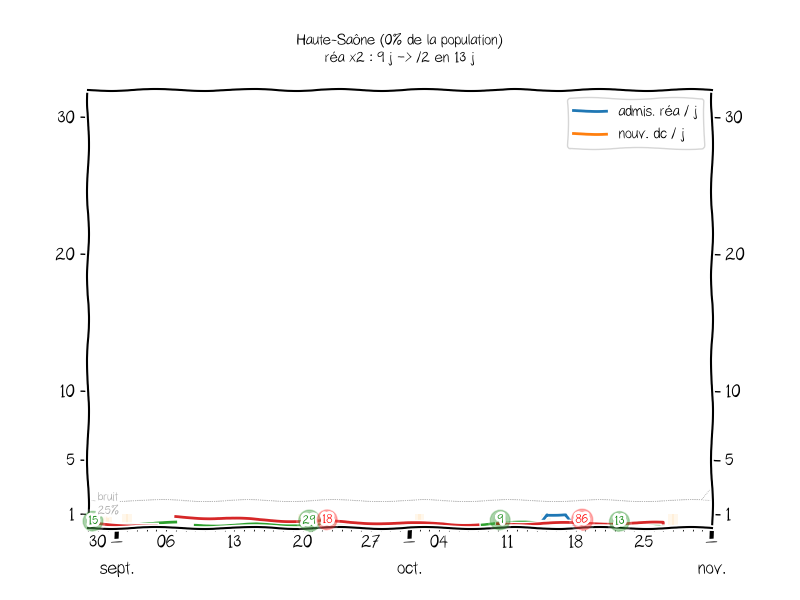 Haute-Saône (0% de la population)
réa x2 : 9 j -> /2 en 13 j
admis. réa / j
nouv. dc / j
30 30
20 20
10 10
5 5
bruit
25%
1 1
15 29 18 9 86 13
30 06 13 20 27 04 11 18 25
sept. oct. nov.